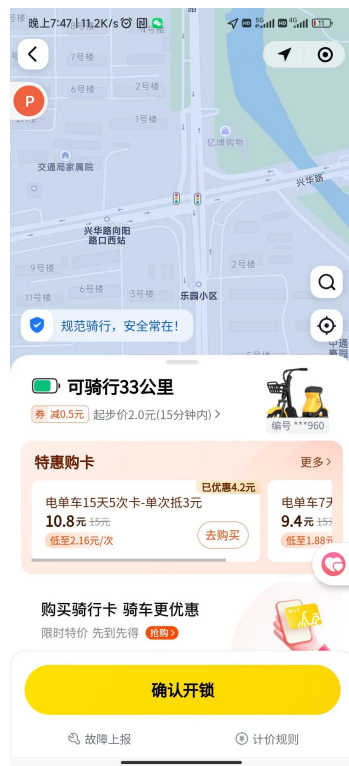 晚上7:47 | 11.2K/s
HD 5G HD 4G 11
7号楼
6号楼
2号楼
1号楼
P
亿博购物
交通局家属院
兴华路
兴华路向阳
路口西站
9号楼
2号楼
6号楼
3号楼
11号楼
乐园小区
规范骑行，安全常在！
可骑行33公里
券 减0.5元 起步价2.0元(15分钟内) >
编号 ***960
特惠购卡
更多 >
已优惠4.2元
电单车15天5次卡-单次抵3元
10.8元 15元
低至2.16元/次
去购买
电单车7天
9.4元
低至1.88元
购买骑行卡 骑车更优惠
限时特价 先到先得 抢购 >
确认开锁
故障上报
计价规则